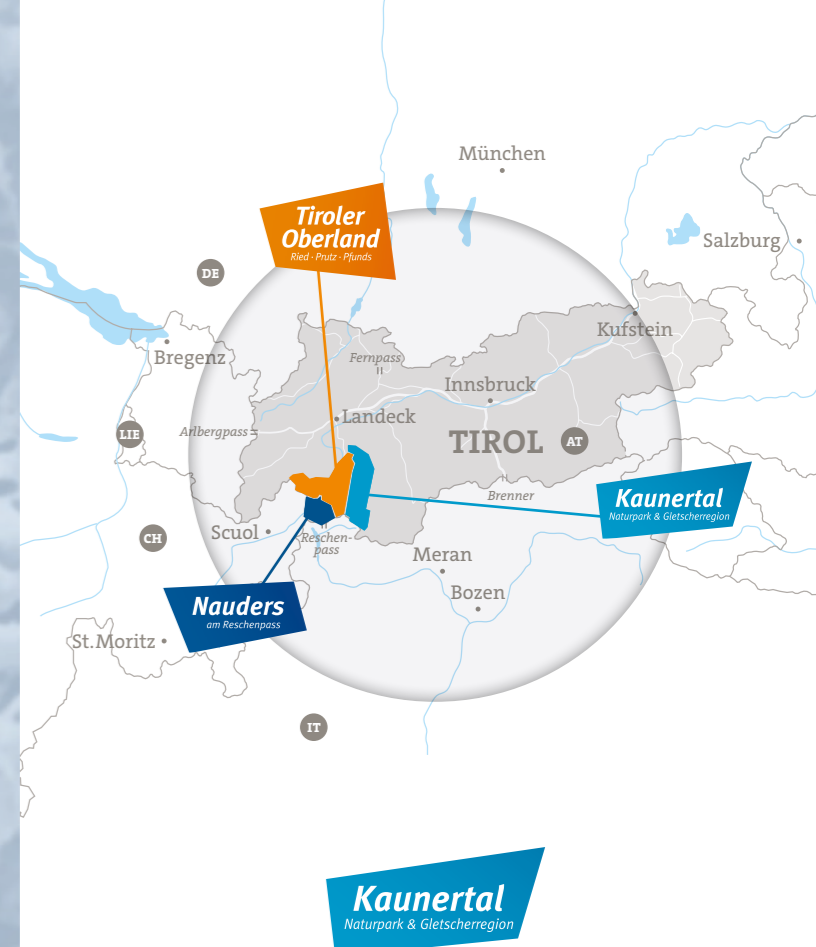 München
Tiroler
Oberland
Ried · Prutz · Pfunds
Salzburg
DE
Kufstein
Bregenz
Fernpass
Innsbruck
Landeck
LIE
Arlbergpass
TIROL
AT
Brenner
Kaunertal
Naturpark & Gletscherregion
Scuol
CH
Reschen-
pass
Meran
Bozen
Nauders
am Reschenpass
St.Moritz
IT
Kaunertal
Naturpark & Gletscherregion